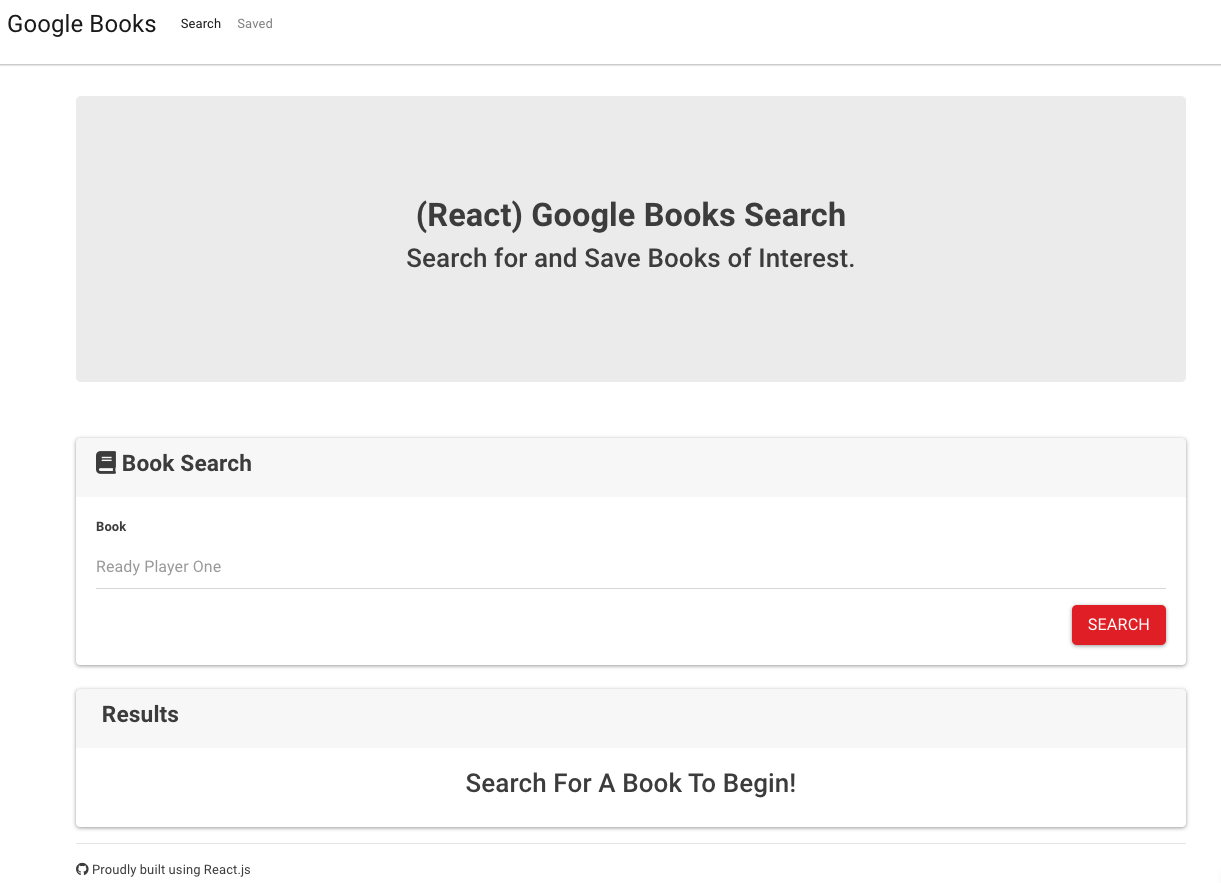 Google Books Search Saved
(React) Google Books Search
Search for and Save Books of Interest.
Book Search
Book
Ready Player One
SEARCH
Results
Search For A Book To Begin!
Proudly built using React.js